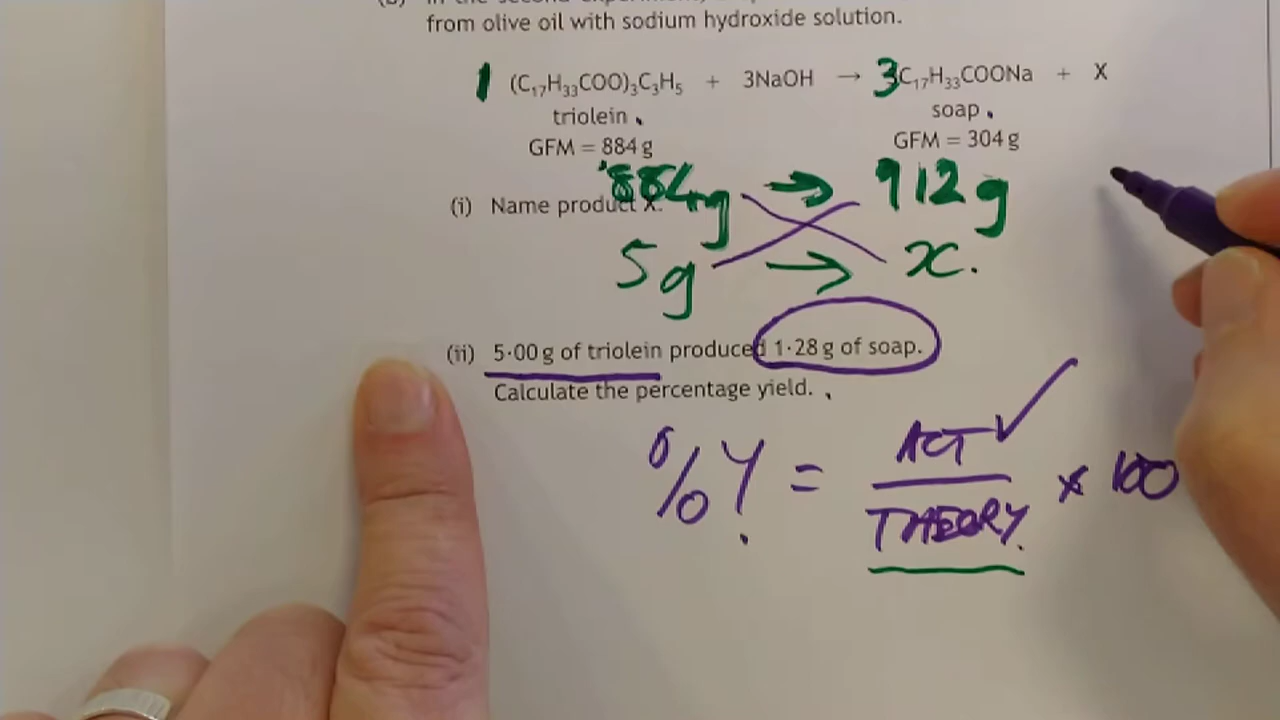 from olive oil with sodium hydroxide solution.
1 (C₁₇H₃₃COO)₃C₃H₅ + 3NaOH → 3C₁₇H₃₃COONa + X
triolein soap
GFM = 884 g GFM = 304 g
884g → 912g
(i) Name product X.
5g → x.
(ii) 5·00 g of triolein produced 1·28 g of soap.
Calculate the percentage yield.
% Y = ACT ✓ / THEORY × 100